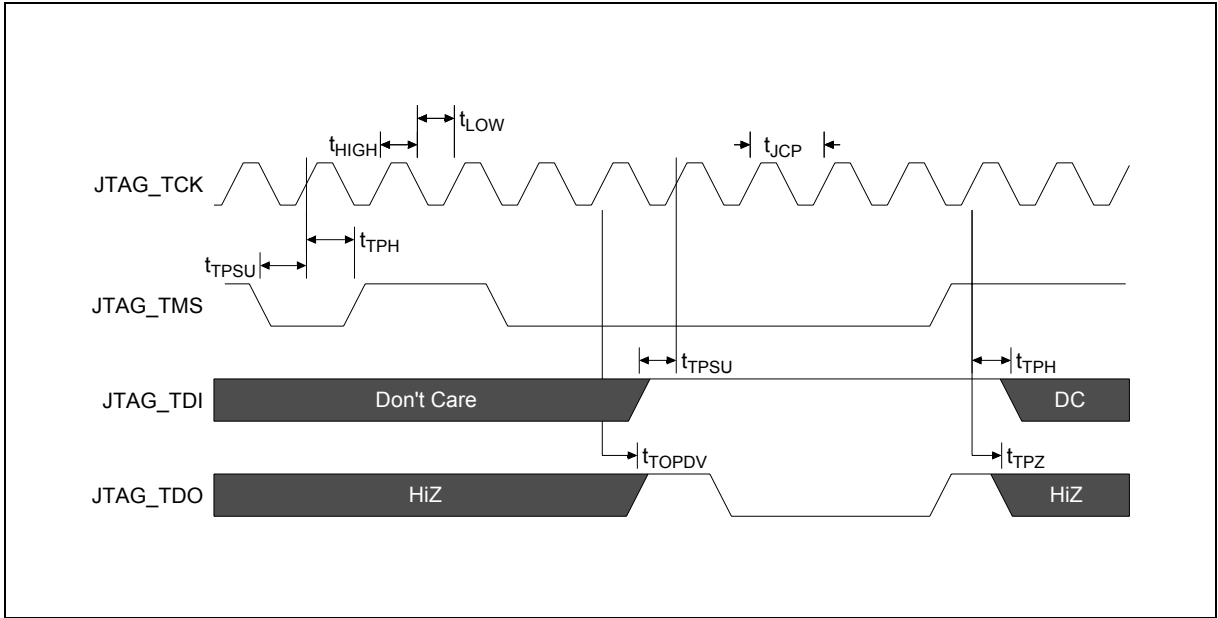 tLOW
tHIGH
tJCP
JTAG_TCK
tTPH
tTPSU
JTAG_TMS
tTPSU
tTPH
JTAG_TDI
Don't Care
DC
tTOPDV
tTPZ
JTAG_TDO
HiZ
HiZ